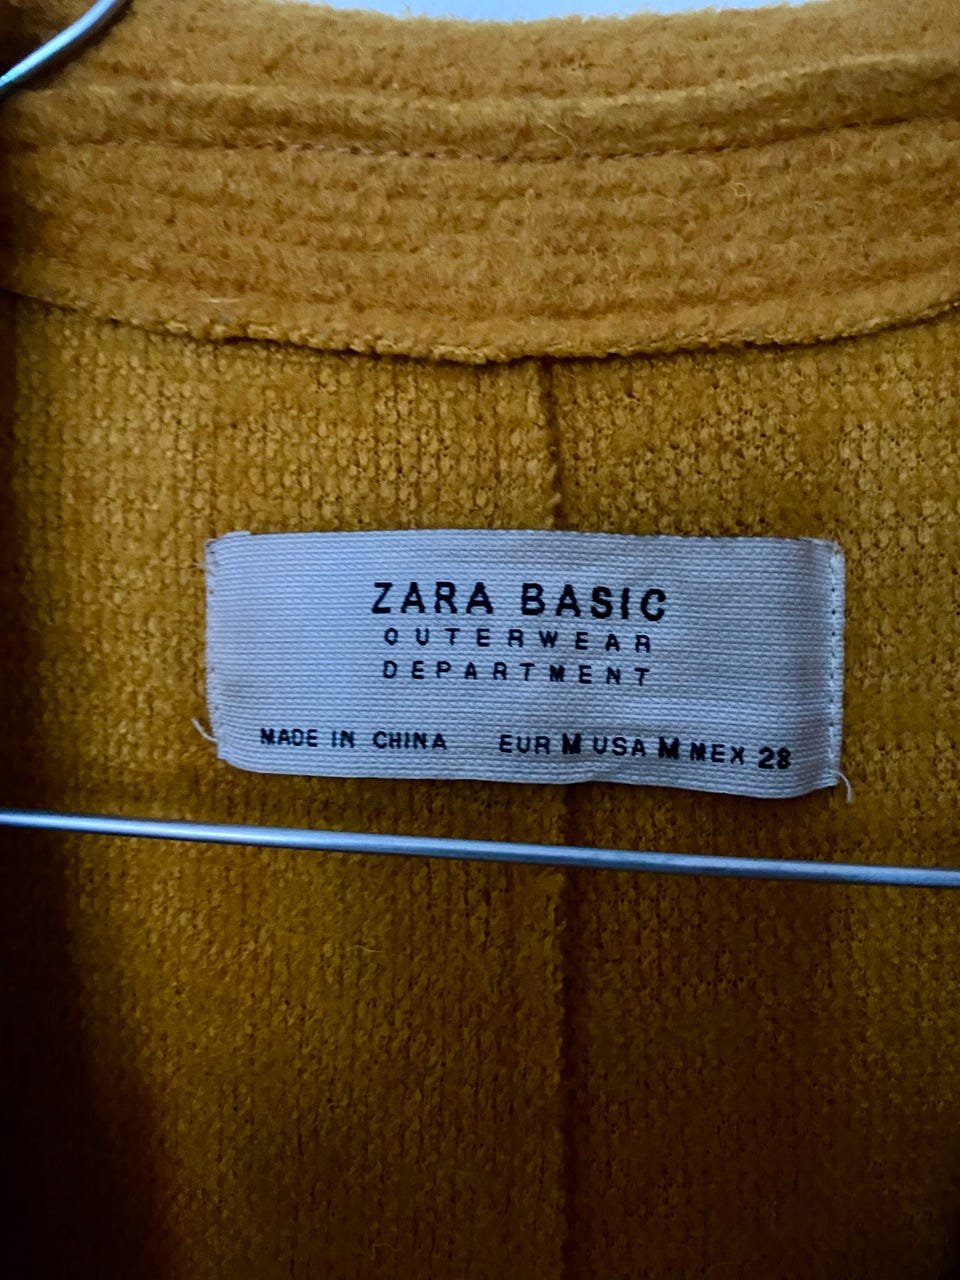 ZARA BASIC
OUTERWEAR
DEPARTMENT
MADE IN CHINA EUR M USA M MEX 28